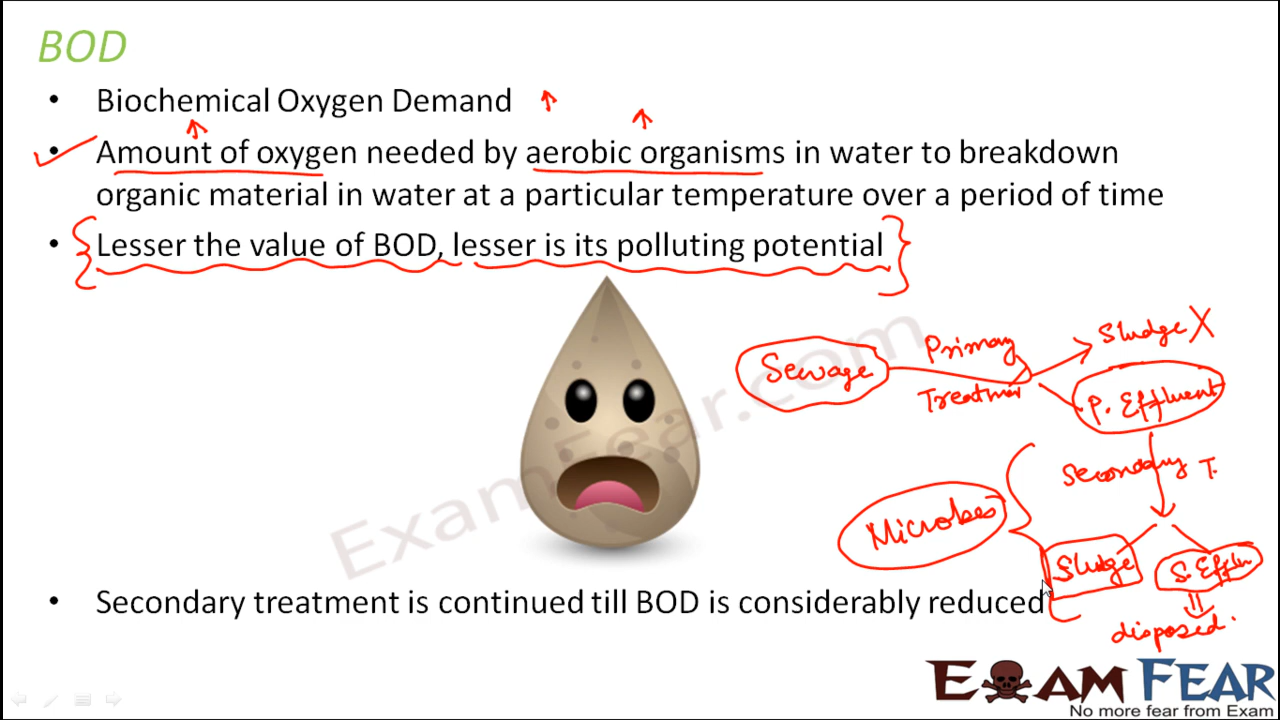 BOD
• Biochemical Oxygen Demand
• Amount of oxygen needed by aerobic organisms in water to breakdown
organic material in water at a particular temperature over a period of time
• Lesser the value of BOD, lesser is its polluting potential
ExamFear.com
Sewage
Primary
Treatment
Sludge X
P. Effluent
Secondary T.
Microbes
Sludge
S. Efflu
disposed.
• Secondary treatment is continued till BOD is considerably reduced
EXAM FEAR
No more fear from Exam